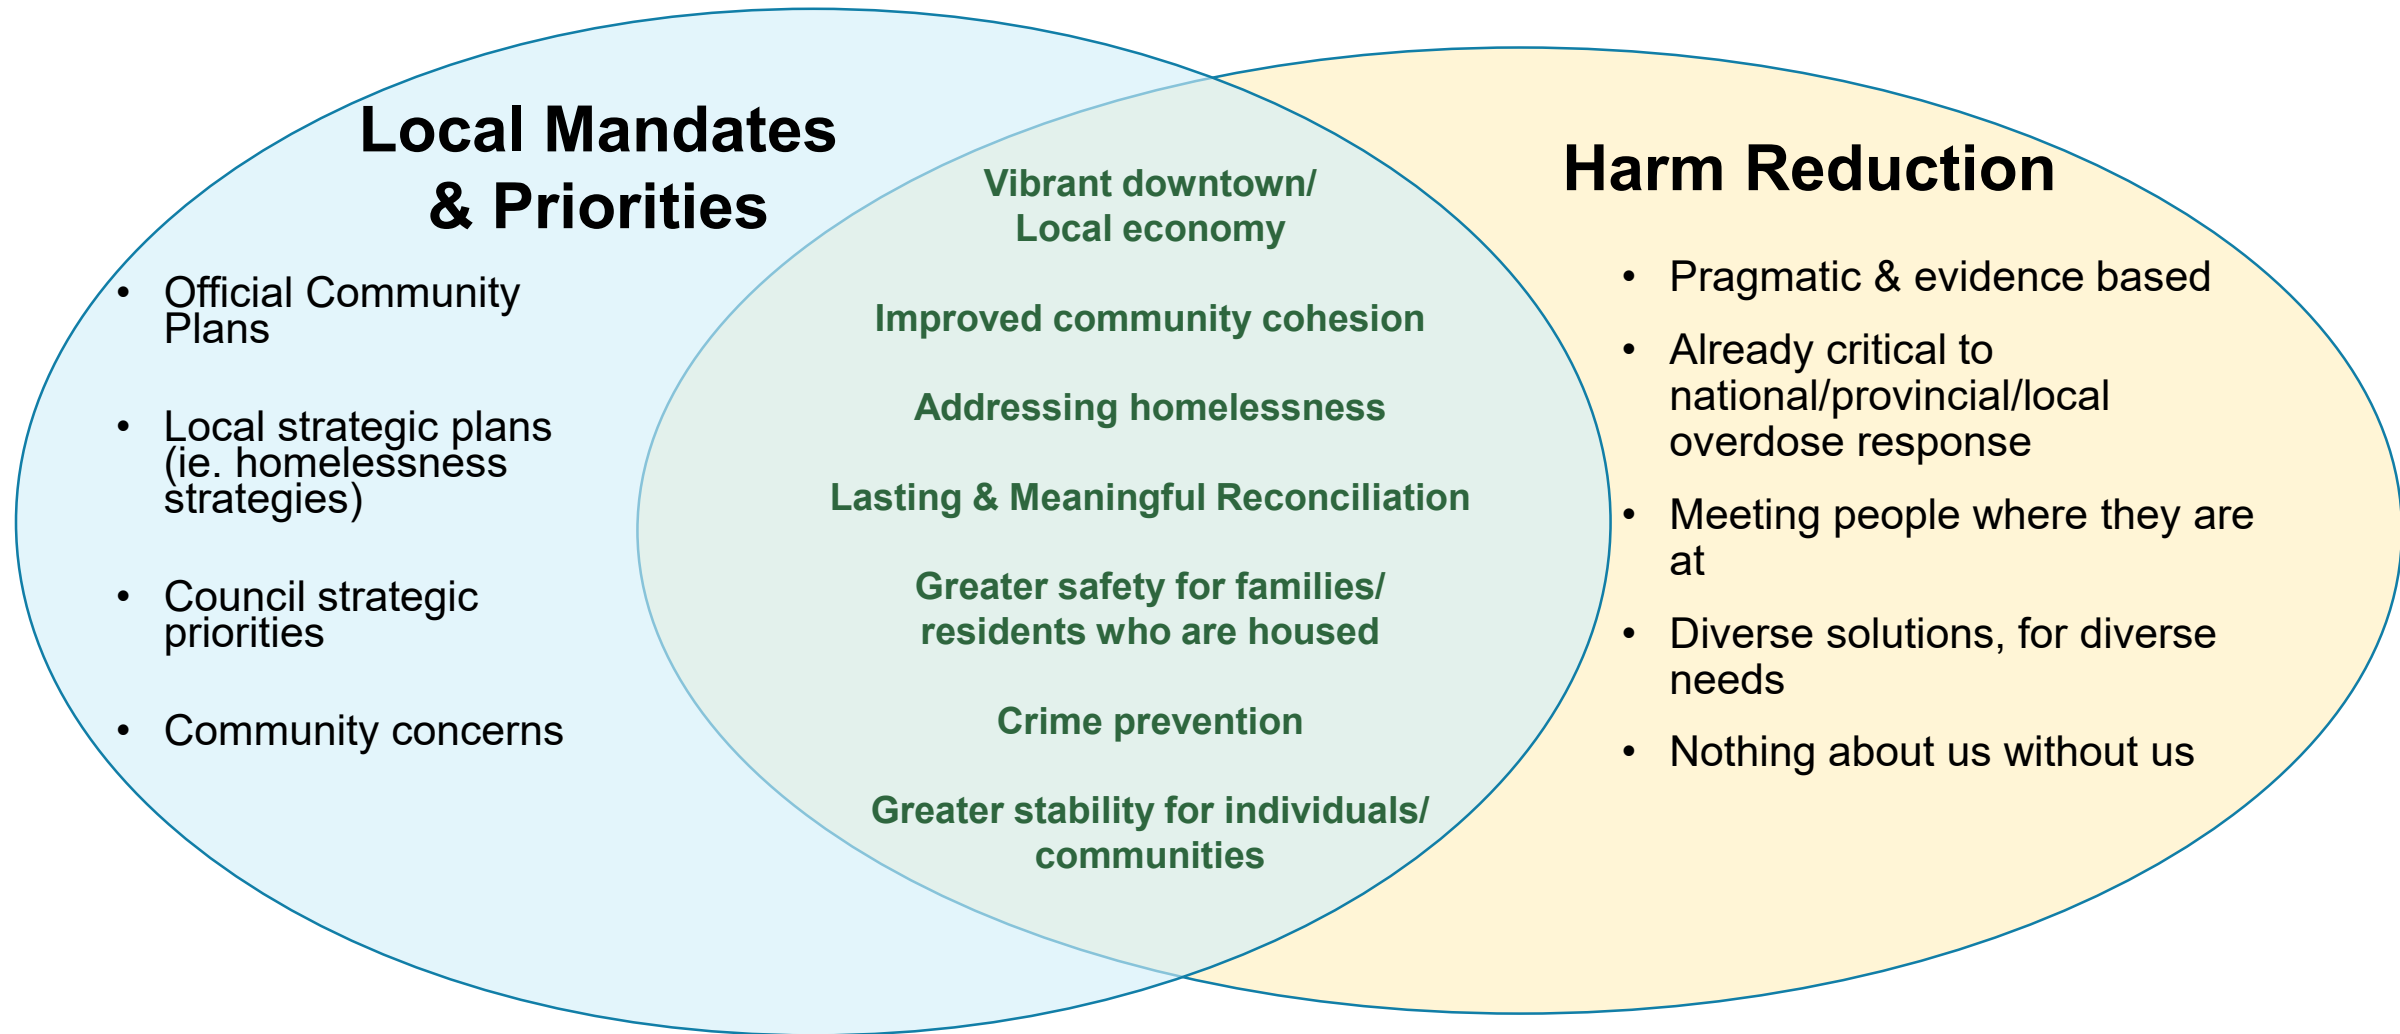 Local Mandates
& Priorities
• Official Community
Plans
• Local strategic plans
(ie. homelessness
strategies)
• Council strategic
priorities
• Community concerns
Vibrant downtown/
Local economy
Improved community cohesion
Addressing homelessness
Lasting & Meaningful Reconciliation
Greater safety for families/
residents who are housed
Crime prevention
Greater stability for individuals/
communities
Harm Reduction
• Pragmatic & evidence based
• Already critical to
national/provincial/local
overdose response
• Meeting people where they are
at
• Diverse solutions, for diverse
needs
• Nothing about us without us